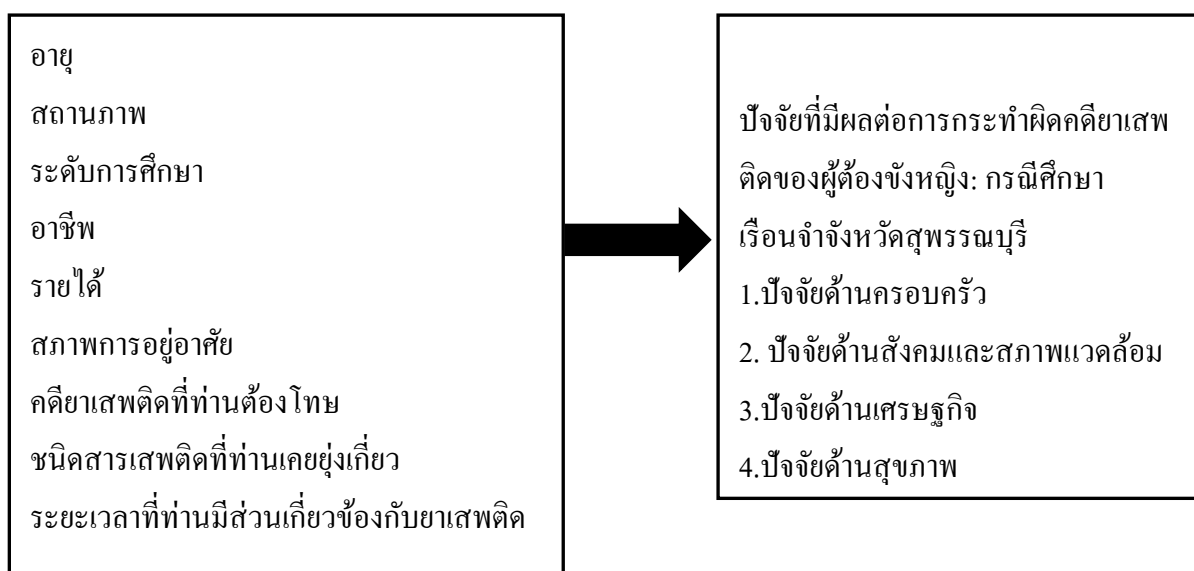 อายุ
สถานภาพ
ระดับการศึกษา
อาชีพ
รายได้
สภาพการอยู่อาศัย
คดียาเสพติดที่ท่านต้องโทษ
ชนิดสารเสพติดที่ท่านเคยยุ่งเกี่ยว
ระยะเวลาที่ท่านมีส่วนเกี่ยวข้องกับยาเสพติด
ปัจจัยที่มีผลต่อการกระทำผิดคดียาเสพ
ติดของผู้ต้องขังหญิง: กรณีศึกษา
เรือนจำจังหวัดสุพรรณบุรี
1.ปัจจัยด้านครอบครัว
2. ปัจจัยด้านสังคมและสภาพแวดล้อม
3.ปัจจัยด้านเศรษฐกิจ
4.ปัจจัยด้านสุขภาพ